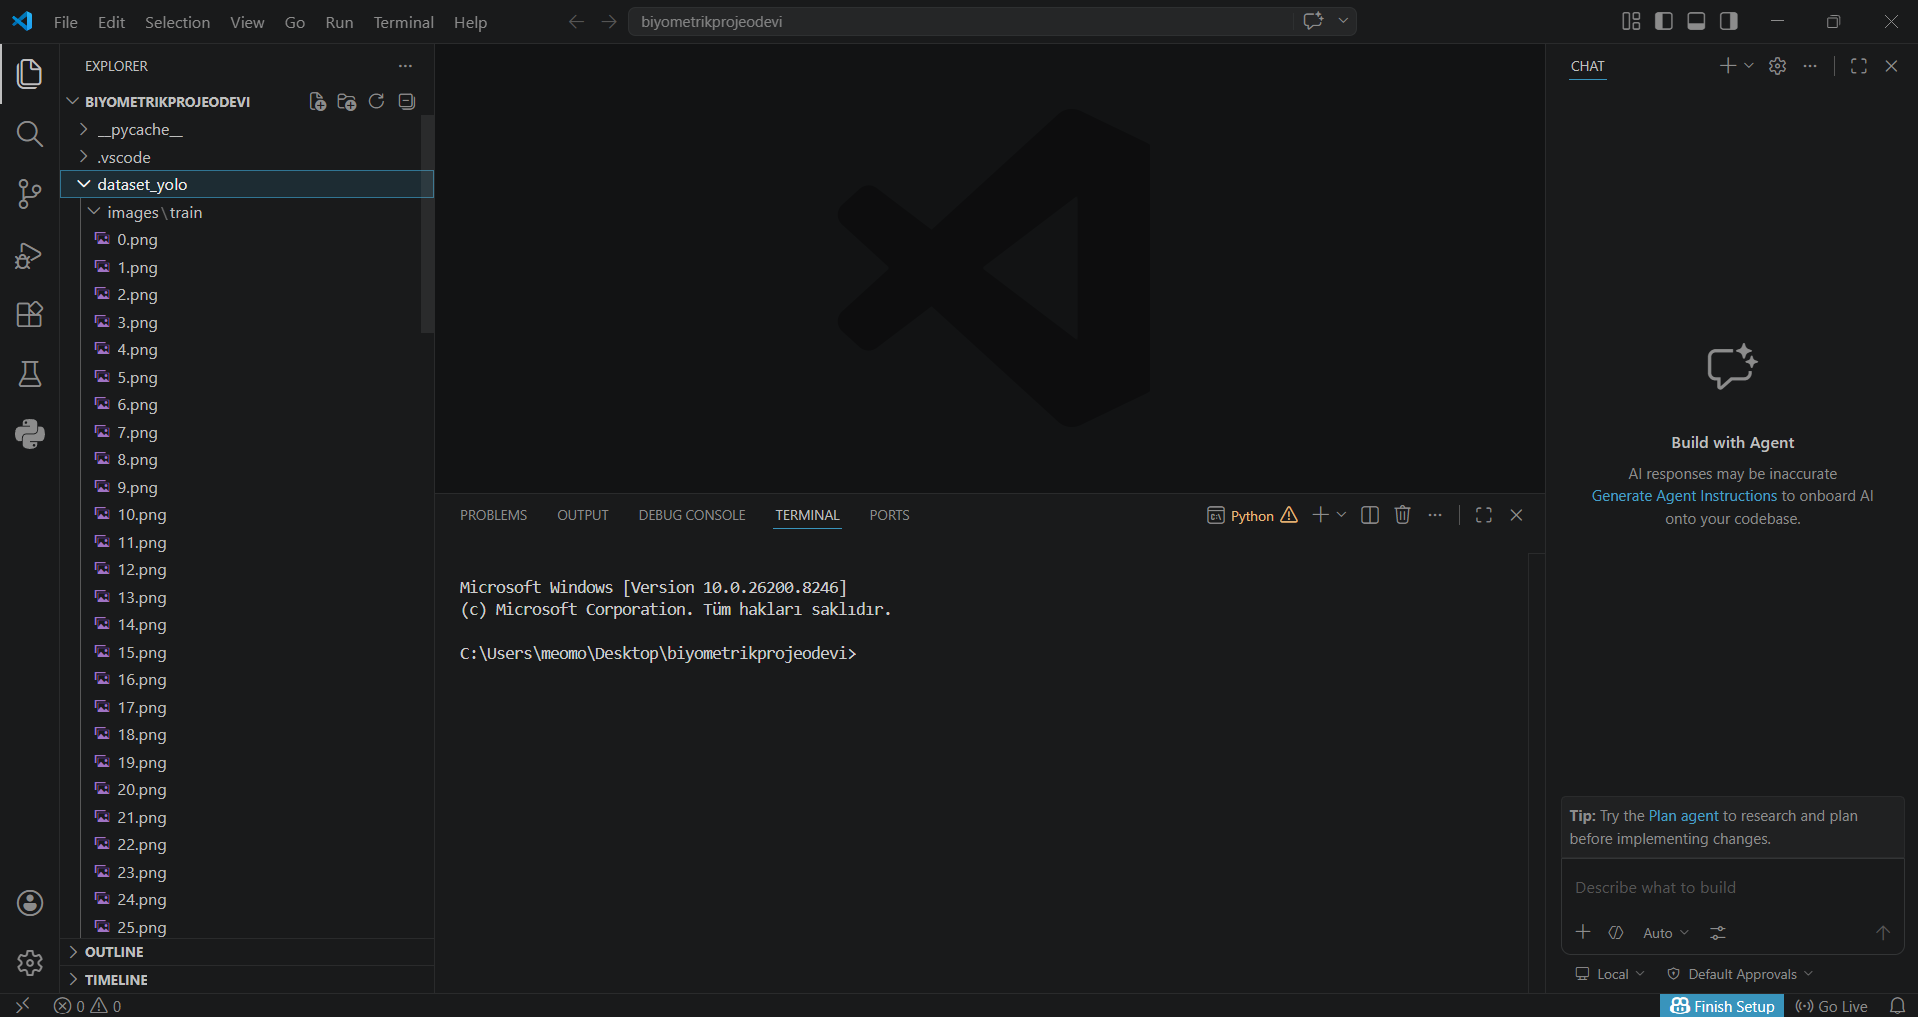 File Edit Selection View Go Run Terminal Help
biyometrikprojeodevi
EXPLORER
BIYOMETRIKPROJEODEVI
__pycache__
.vscode
dataset_yolo
images\train
0.png
1.png
2.png
3.png
4.png
5.png
6.png
7.png
8.png
9.png
10.png
11.png
12.png
13.png
14.png
15.png
16.png
17.png
18.png
19.png
20.png
21.png
22.png
23.png
24.png
25.png
OUTLINE
TIMELINE
PROBLEMS OUTPUT DEBUG CONSOLE TERMINAL PORTS
Python
Microsoft Windows [Version 10.0.26200.8246]
(c) Microsoft Corporation. Tüm hakları saklıdır.
C:\Users\meomo\Desktop\biyometrikprojeodevi>
CHAT
Build with Agent
AI responses may be inaccurate
Generate Agent Instructions to onboard AI
onto your codebase.
Tip: Try the Plan agent to research and plan
before implementing changes.
Describe what to build
Auto
Local Default Approvals
0 0
Finish Setup Go Live